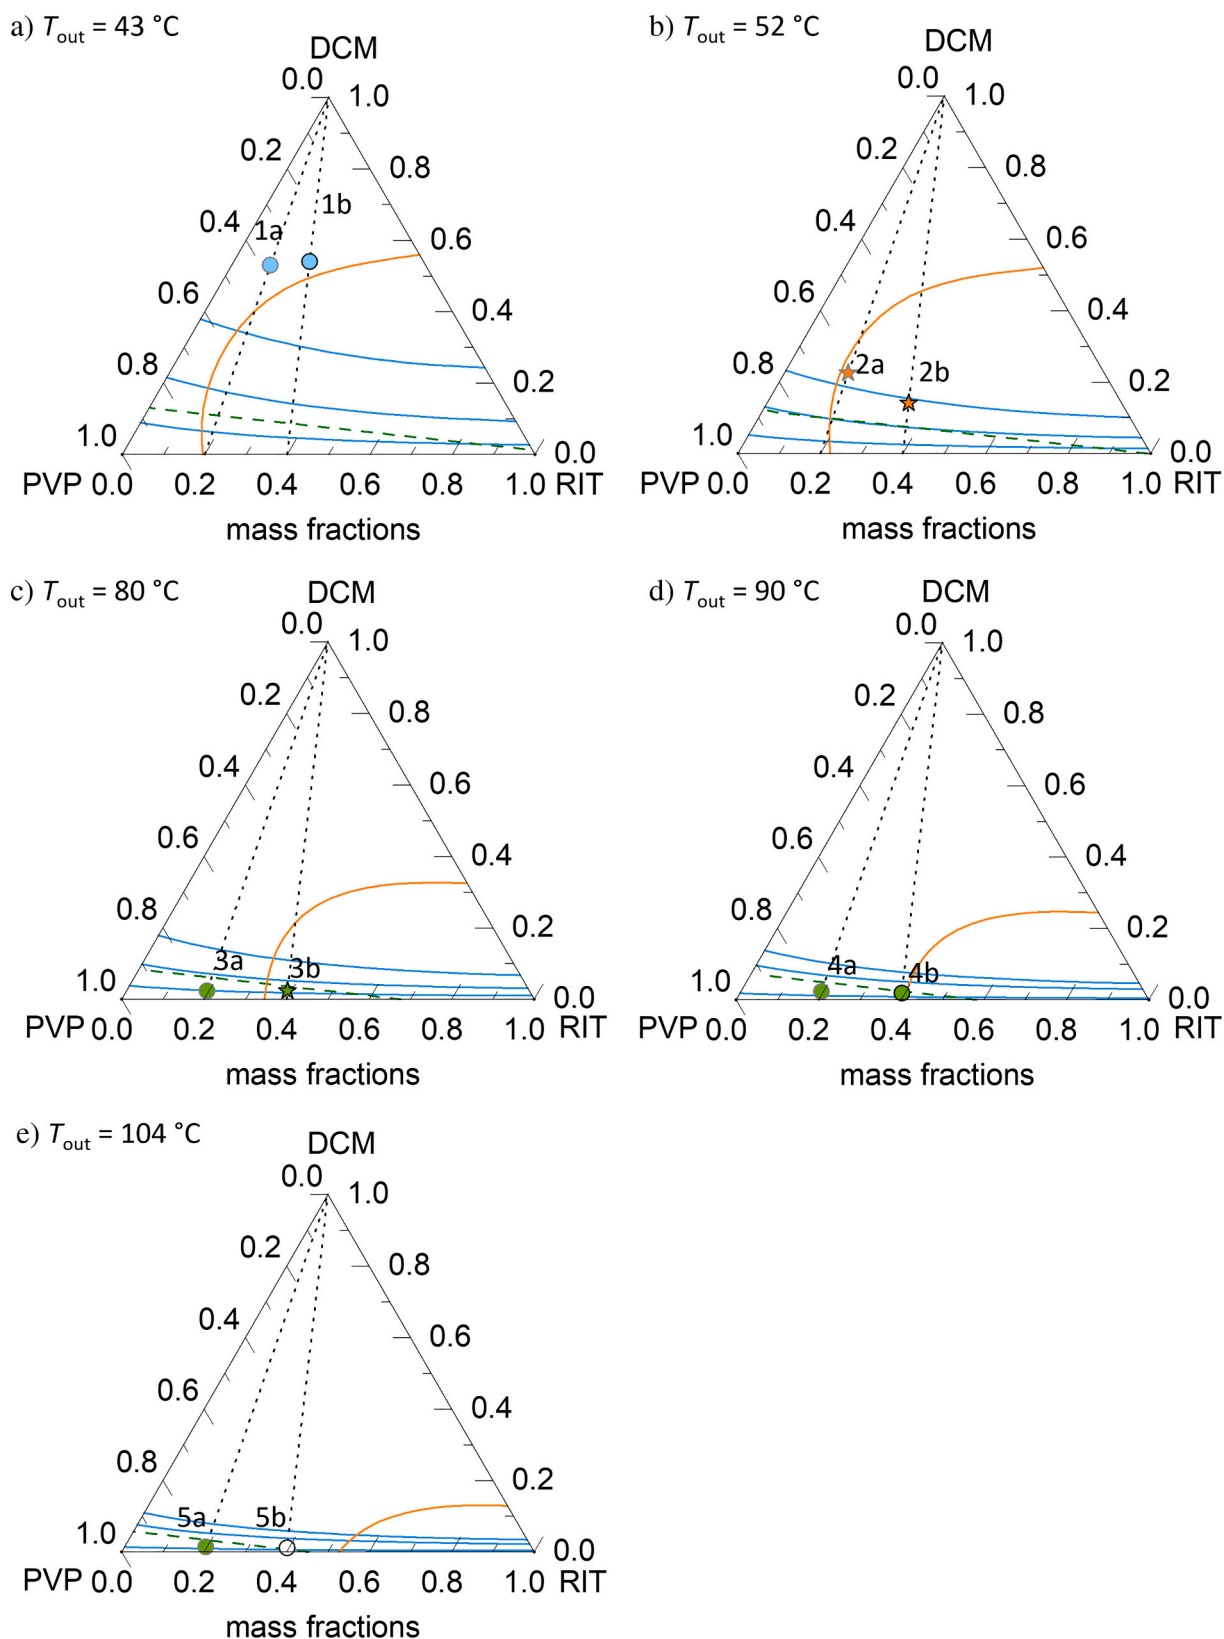 a) Tout = 43 °C
DCM
0.0 1.0
0.2 0.8
1b
0.4 1a 0.6
0.6 0.4
0.8 0.2
1.0 0.0
PVP 0.0 0.2 0.4 0.6 0.8 1.0 RIT
mass fractions
b) Tout = 52 °C
DCM
0.0 1.0
0.2 0.8
0.4 0.6
0.6 0.4
0.8 2a 2b 0.2
1.0 0.0
PVP 0.0 0.2 0.4 0.6 0.8 1.0 RIT
mass fractions
c) Tout = 80 °C
DCM
0.0 1.0
0.2 0.8
0.4 0.6
0.6 0.4
0.8 0.2
1.0 3a 3b 0.0
PVP 0.0 0.2 0.4 0.6 0.8 1.0 RIT
mass fractions
d) Tout = 90 °C
DCM
0.0 1.0
0.2 0.8
0.4 0.6
0.6 0.4
0.8 0.2
1.0 4a 4b 0.0
PVP 0.0 0.2 0.4 0.6 0.8 1.0 RIT
mass fractions
e) Tout = 104 °C
DCM
0.0 1.0
0.2 0.8
0.4 0.6
0.6 0.4
0.8 0.2
1.0 5a 5b 0.0
PVP 0.0 0.2 0.4 0.6 0.8 1.0 RIT
mass fractions